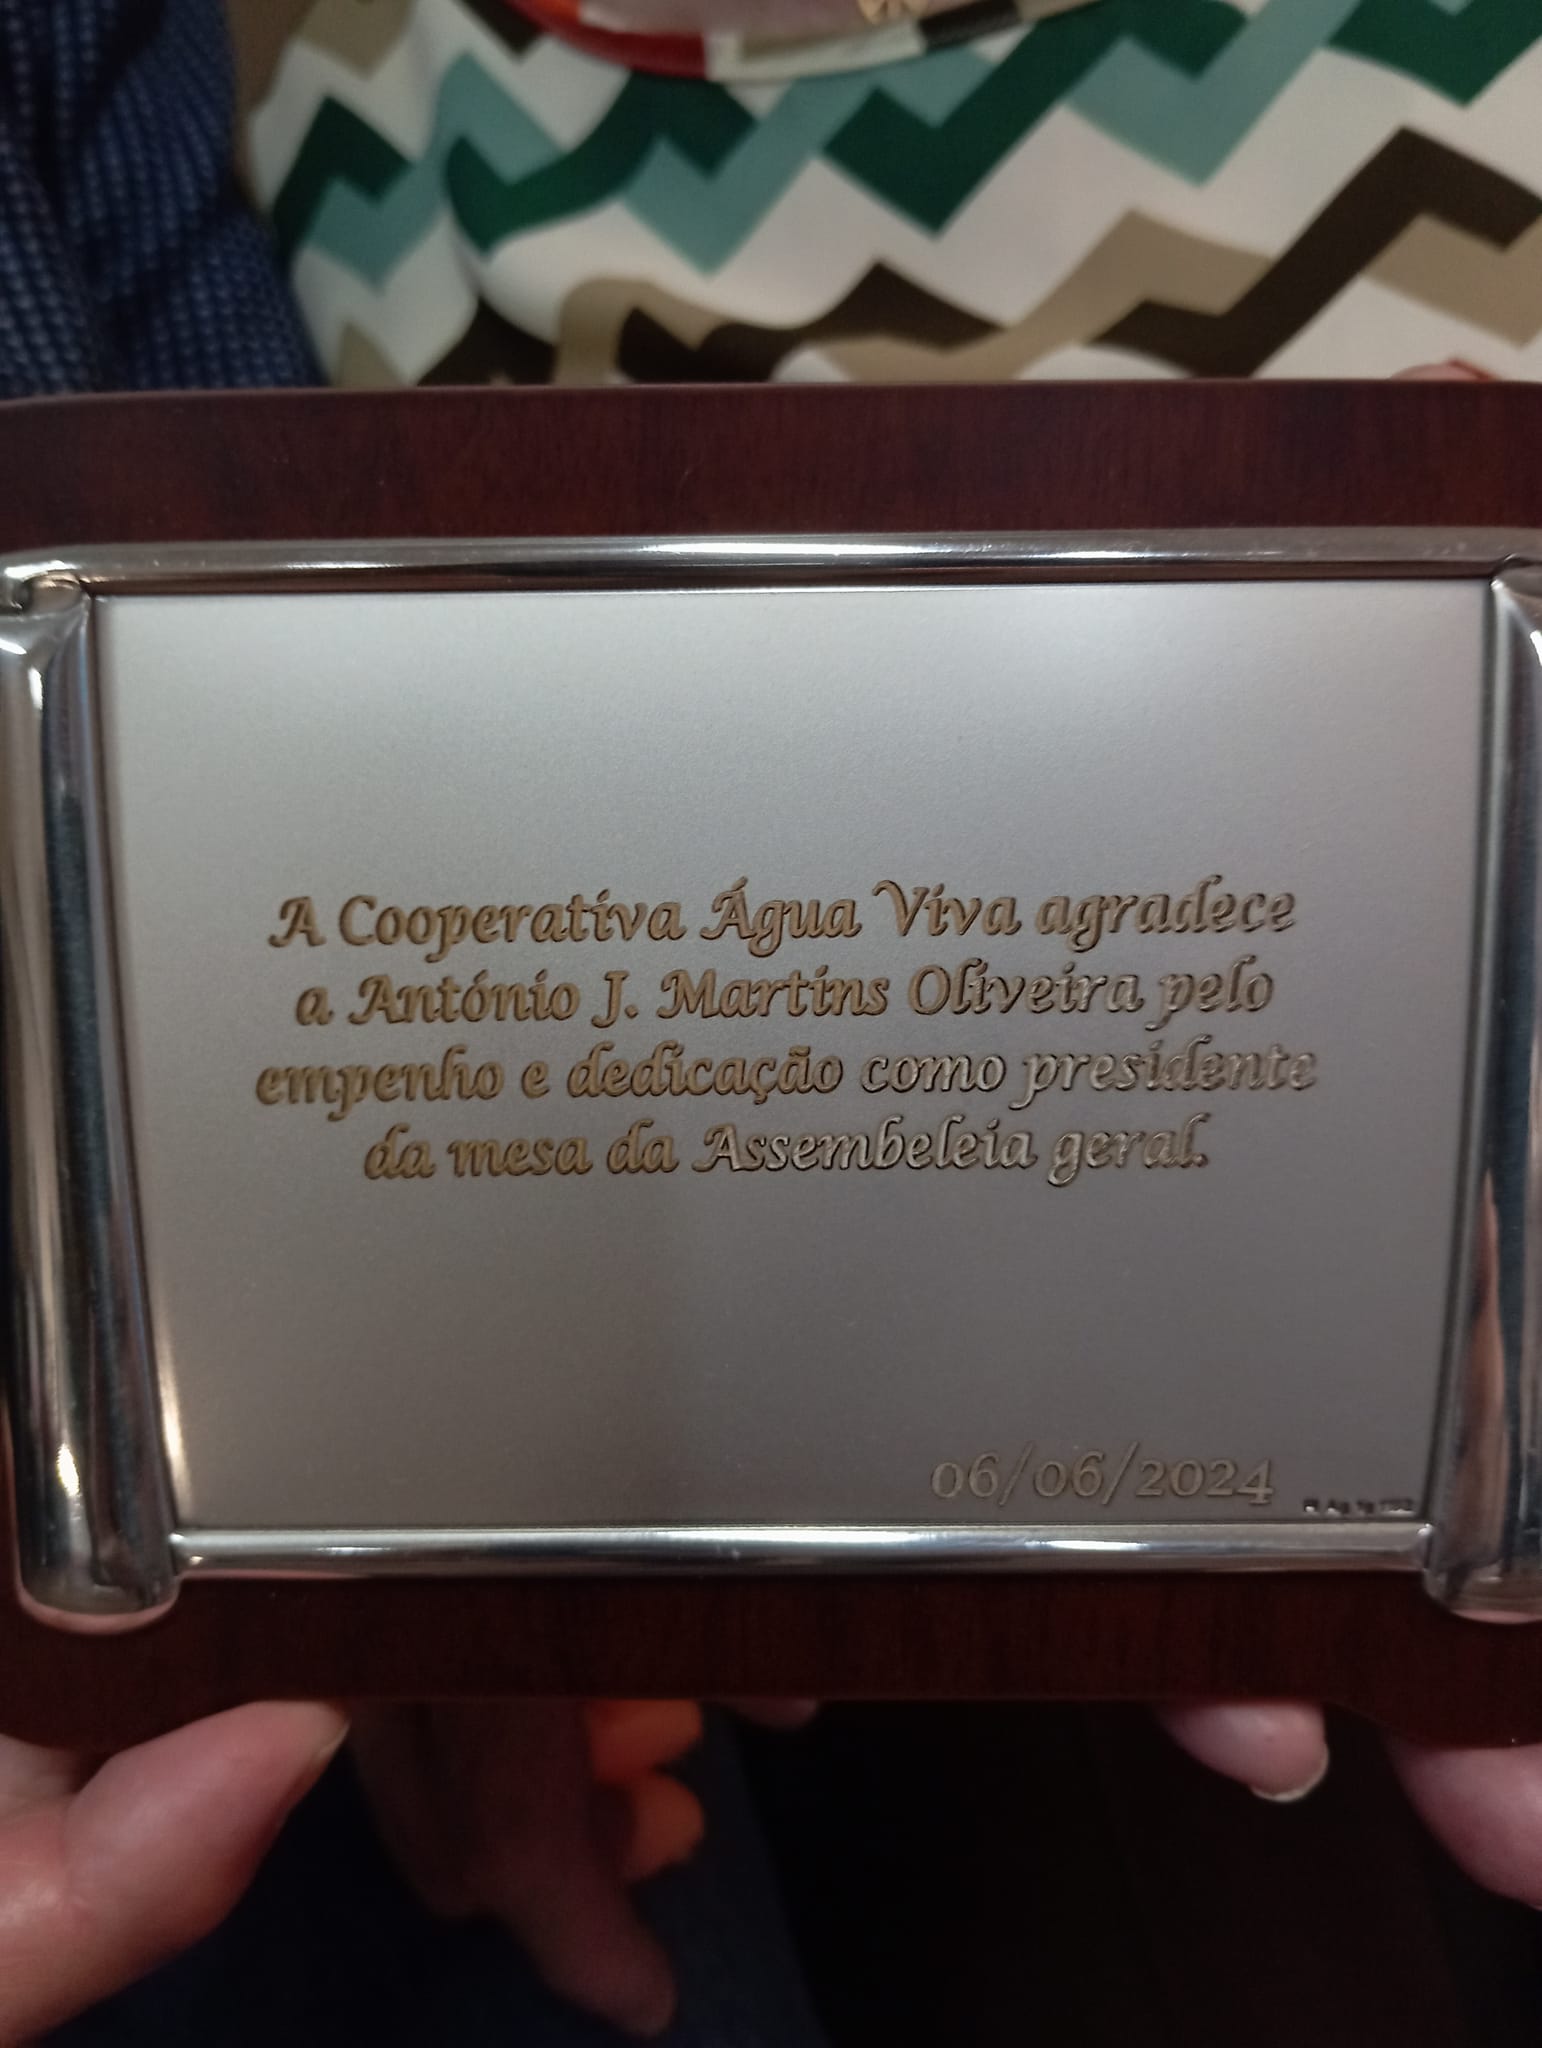 A Cooperativa Água Viva agradece
a António J. Martins Oliveira pelo
empenho e dedicação como presidente
da mesa da Assembeleia geral.
06/06/2024